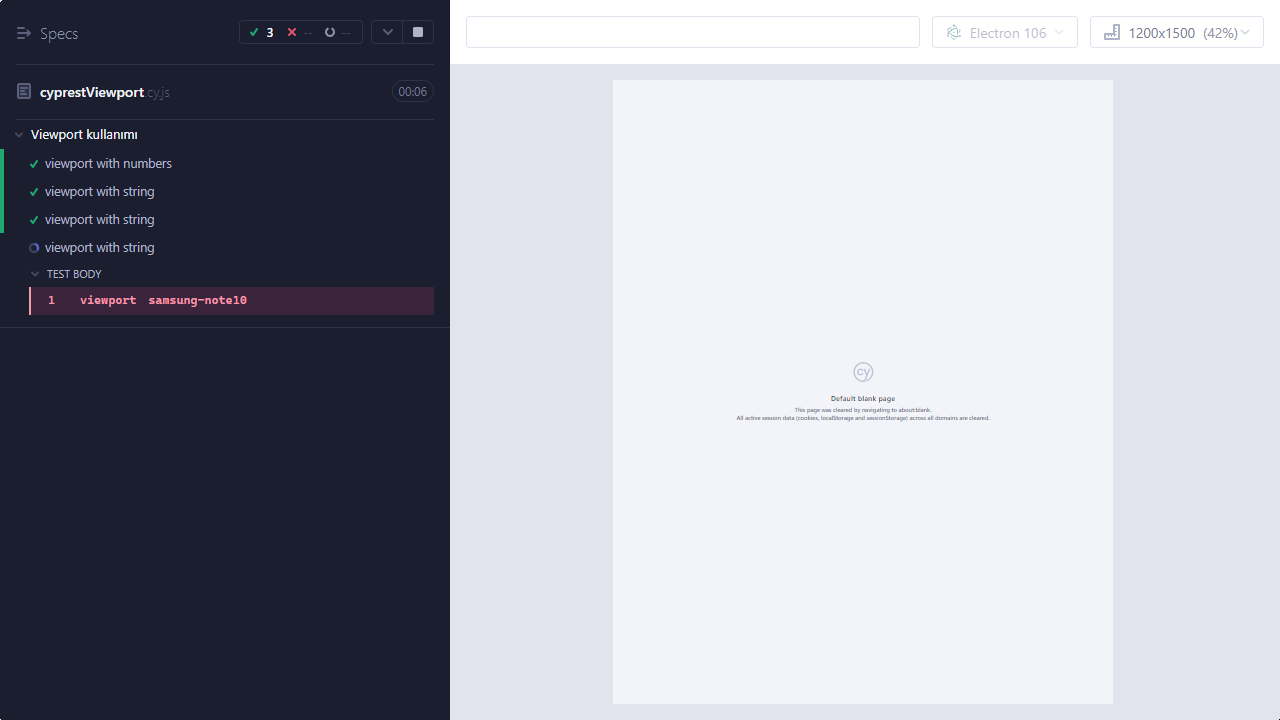 Specs
3 -- --
cyprestViewport.cy.js
00:06
Viewport kullanımı
viewport with numbers
viewport with string
viewport with string
viewport with string
TEST BODY
1 viewport samsung-note10
Electron 106
1200x1500 (42%)
cy
Default blank page
This page was cleared by navigating to about:blank.
All active session data (cookies, localStorage and sessionStorage) across all domains are cleared.